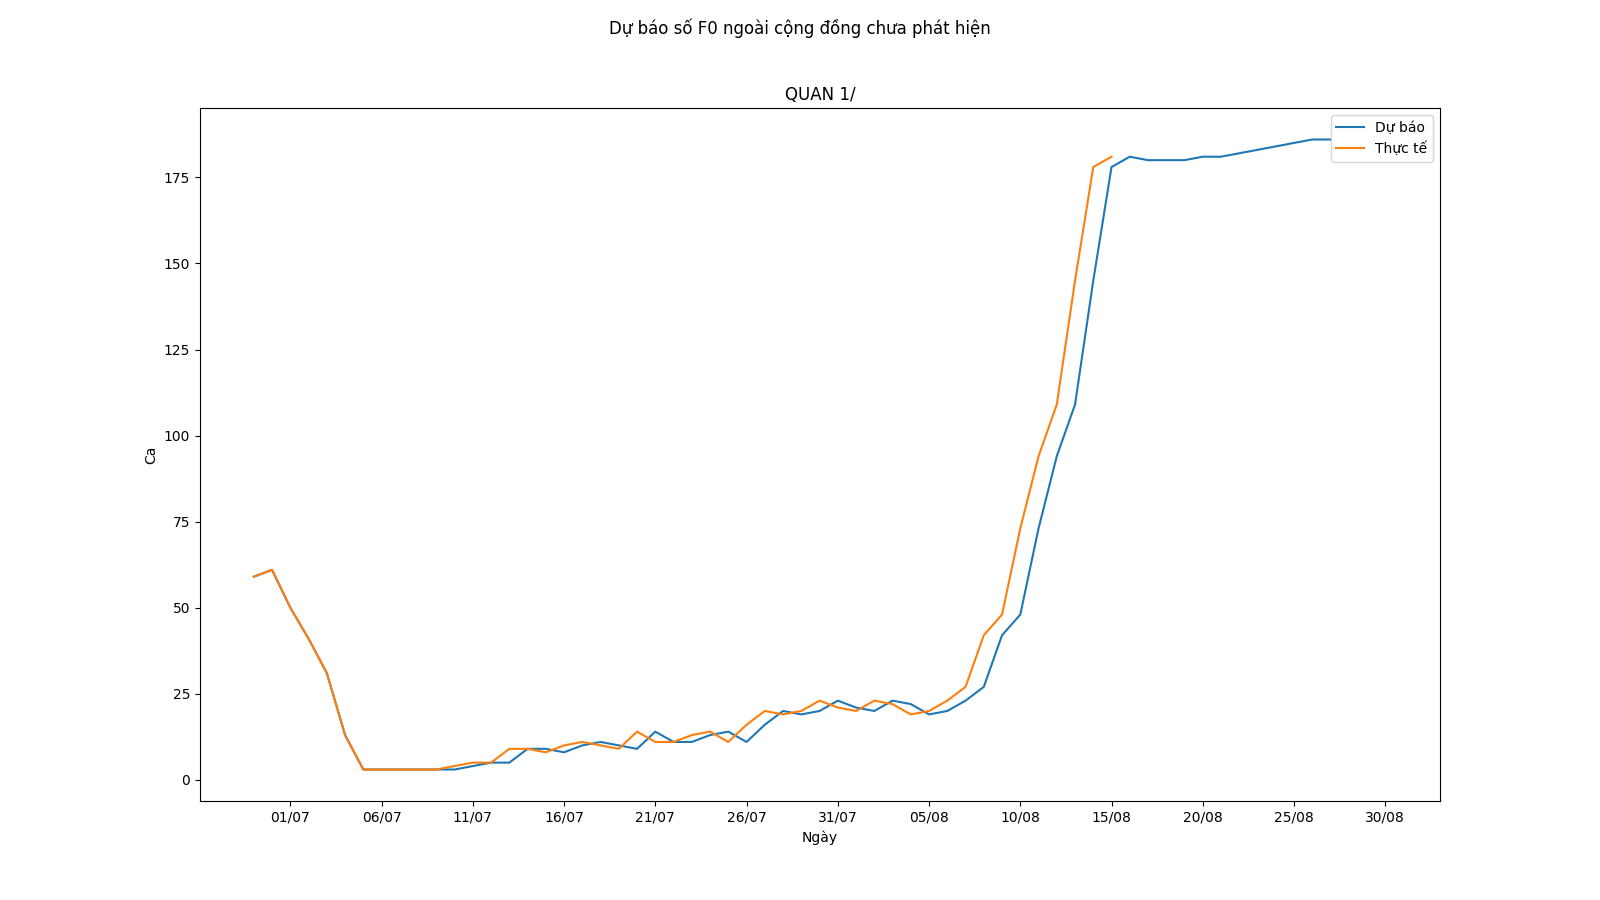 Dự báo số F0 ngoài cộng đồng chưa phát hiện
QUAN 1/
Dự báo
Thực tế
175
150
125
100
75
50
25
0
Ca
01/07 06/07 11/07 16/07 21/07 26/07 31/07 05/08 10/08 15/08 20/08 25/08 30/08
Ngày